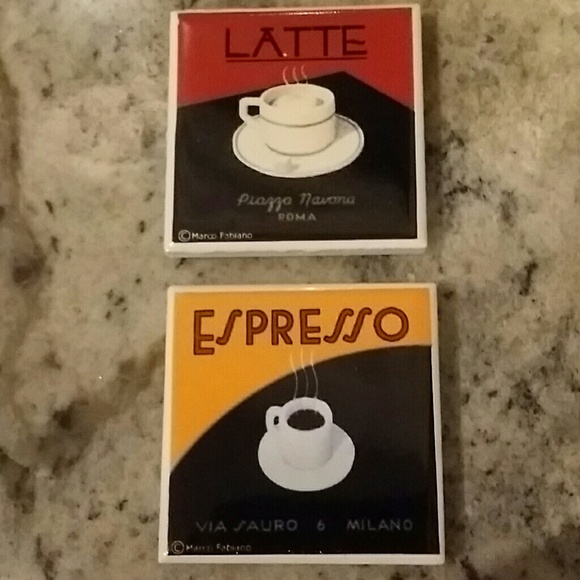 LATTE
Piazza Navona
ROMA
©Marco Fabiano
ESPRESSO
VIA SAURO 6 MILANO
©Marco Fabiano